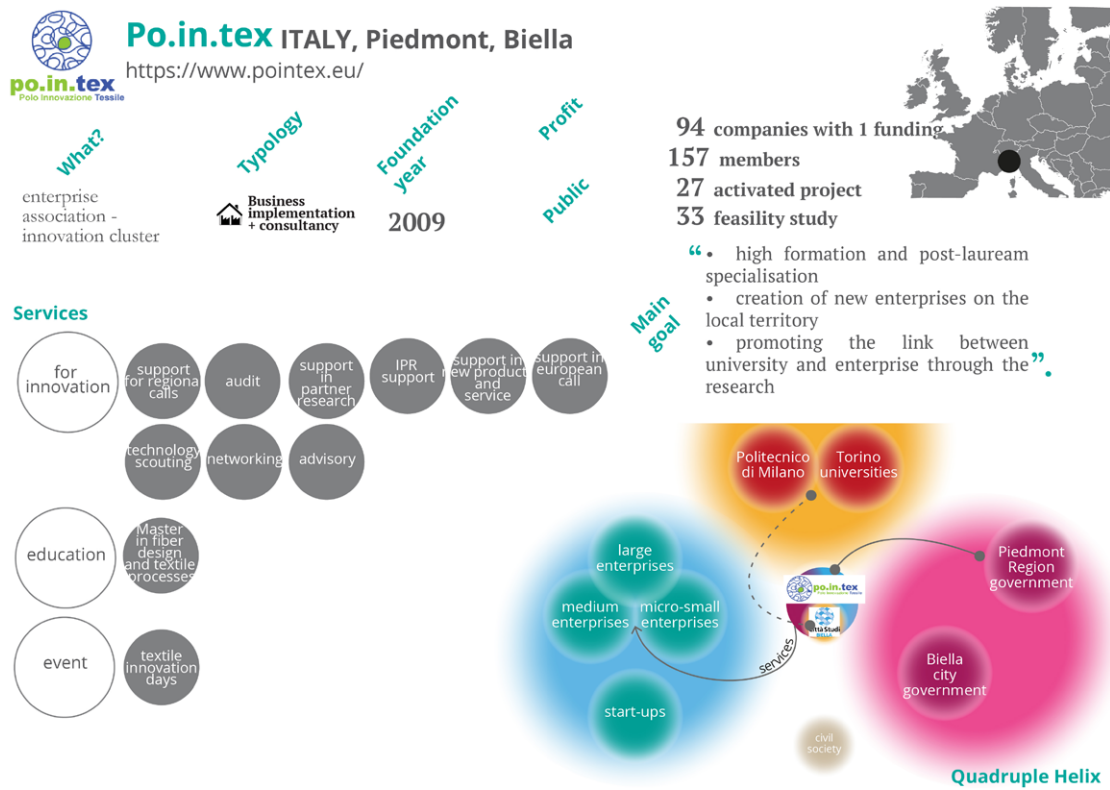 po.in.tex
Polo Innovazione Tessile
Po.in.tex ITALY, Piedmont, Biella
https://www.pointex.eu/
What?
enterprise
association -
innovation cluster
Typology
Business
implementation
+ consultancy
Foundation
year
2009
Profit
Public
94 companies with 1 funding
157 members
27 activated project
33 feasility study
Main
goal
“• high formation and post-lauream
specialisation
• creation of new enterprises on the
local territory
• promoting the link between
university and enterprise through the
research ”.
Services
for
innovation
support
for regiona
calls
audit
support
in
partner
research
IPR
support
support in
new product
and
service
support in
european
call
technology
scouting
networking
advisory
education
Master
in fiber
design
and textile
processes
event
textile
innovation
days
Politecnico
di Milano
Torino
universities
large
enterprises
medium
enterprises
micro-small
enterprises
start-ups
po.in.tex
Polo Innovazione Tessile
ttà Studi
BIELLA
services
Piedmont
Region
government
Biella
city
government
civil
society
Quadruple Helix